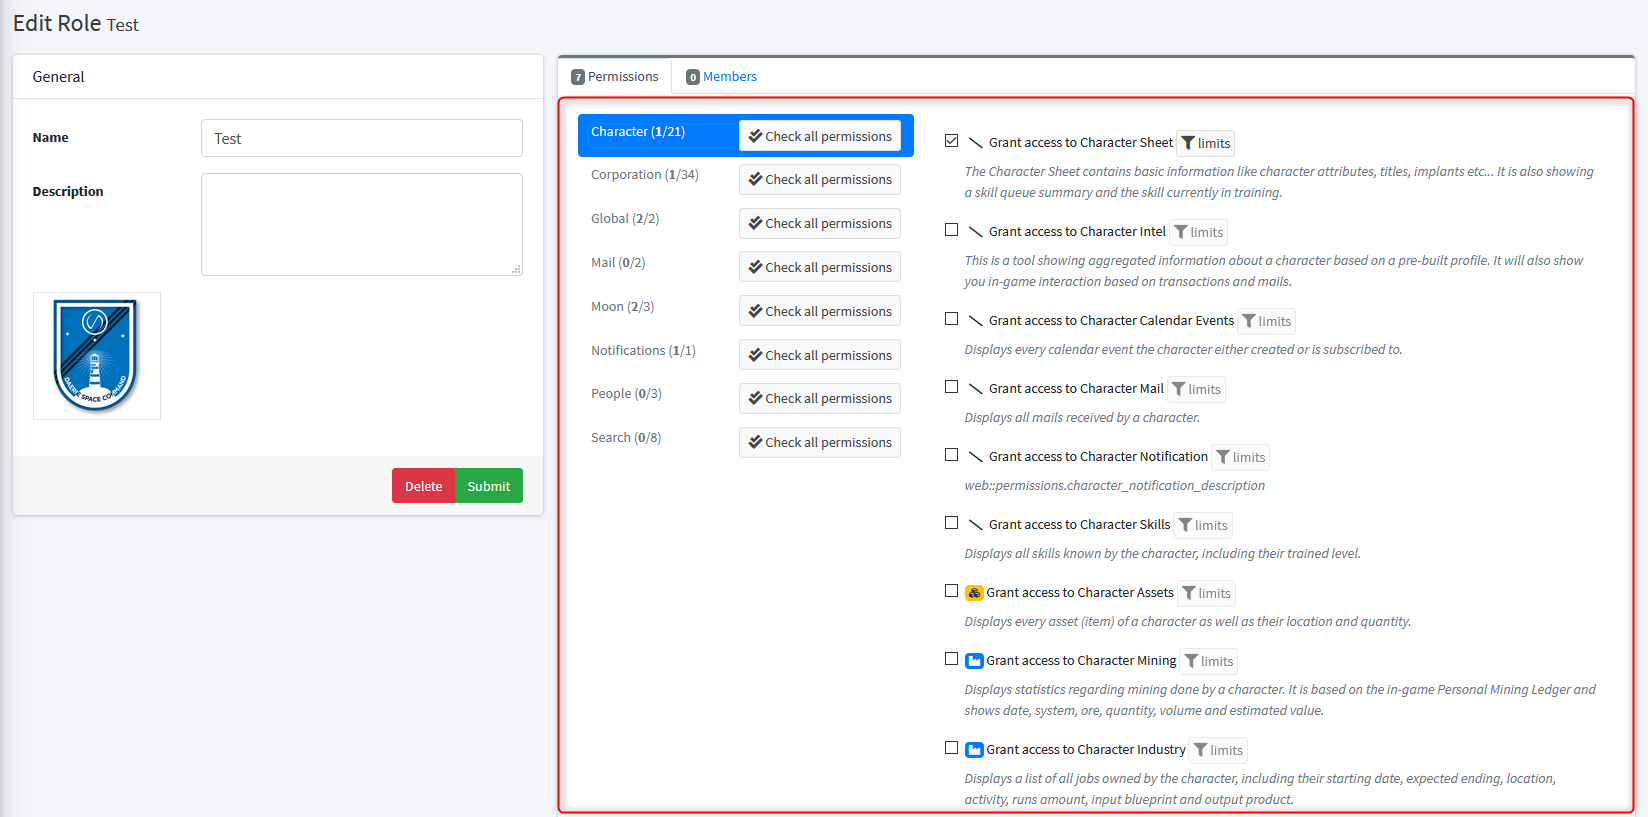 Edit Role Test
General
Name
Test
Description
DAERIE SPACE COMMAND
Delete
Submit
7 Permissions
0 Members
Character (1/21)
Check all permissions
Corporation (1/34)
Check all permissions
Global (2/2)
Check all permissions
Mail (0/2)
Check all permissions
Moon (2/3)
Check all permissions
Notifications (1/1)
Check all permissions
People (0/3)
Check all permissions
Search (0/8)
Check all permissions
Grant access to Character Sheet limits
The Character Sheet contains basic information like character attributes, titles, implants etc... It is also showing
a skill queue summary and the skill currently in training.
Grant access to Character Intel limits
This is a tool showing aggregated information about a character based on a pre-built profile. It will also show
you in-game interaction based on transactions and mails.
Grant access to Character Calendar Events limits
Displays every calendar event the character either created or is subscribed to.
Grant access to Character Mail limits
Displays all mails received by a character.
Grant access to Character Notification limits
web::permissions.character_notification_description
Grant access to Character Skills limits
Displays all skills known by the character, including their trained level.
Grant access to Character Assets limits
Displays every asset (item) of a character as well as their location and quantity.
Grant access to Character Mining limits
Displays statistics regarding mining done by a character. It is based on the in-game Personal Mining Ledger and
shows date, system, ore, quantity, volume and estimated value.
Grant access to Character Industry limits
Displays a list of all jobs owned by the character, including their starting date, expected ending, location,
activity, runs amount, input blueprint and output product.